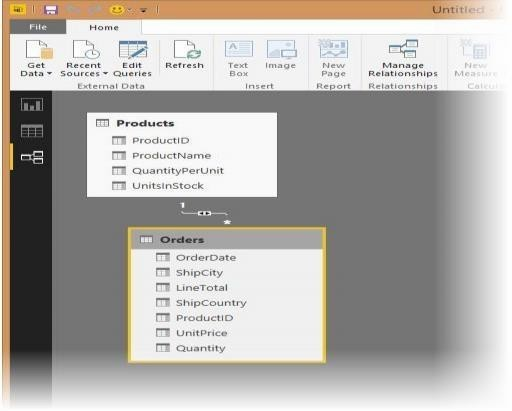 Untitled -
File Home
Get Data Recent Sources Edit Queries Refresh Text Box Image New Page Manage Relationships New Measure
External Data Insert Report Relationships Calcul
Products
ProductID
ProductName
QuantityPerUnit
UnitsInStock
1
*
Orders
OrderDate
ShipCity
LineTotal
ShipCountry
ProductID
UnitPrice
Quantity